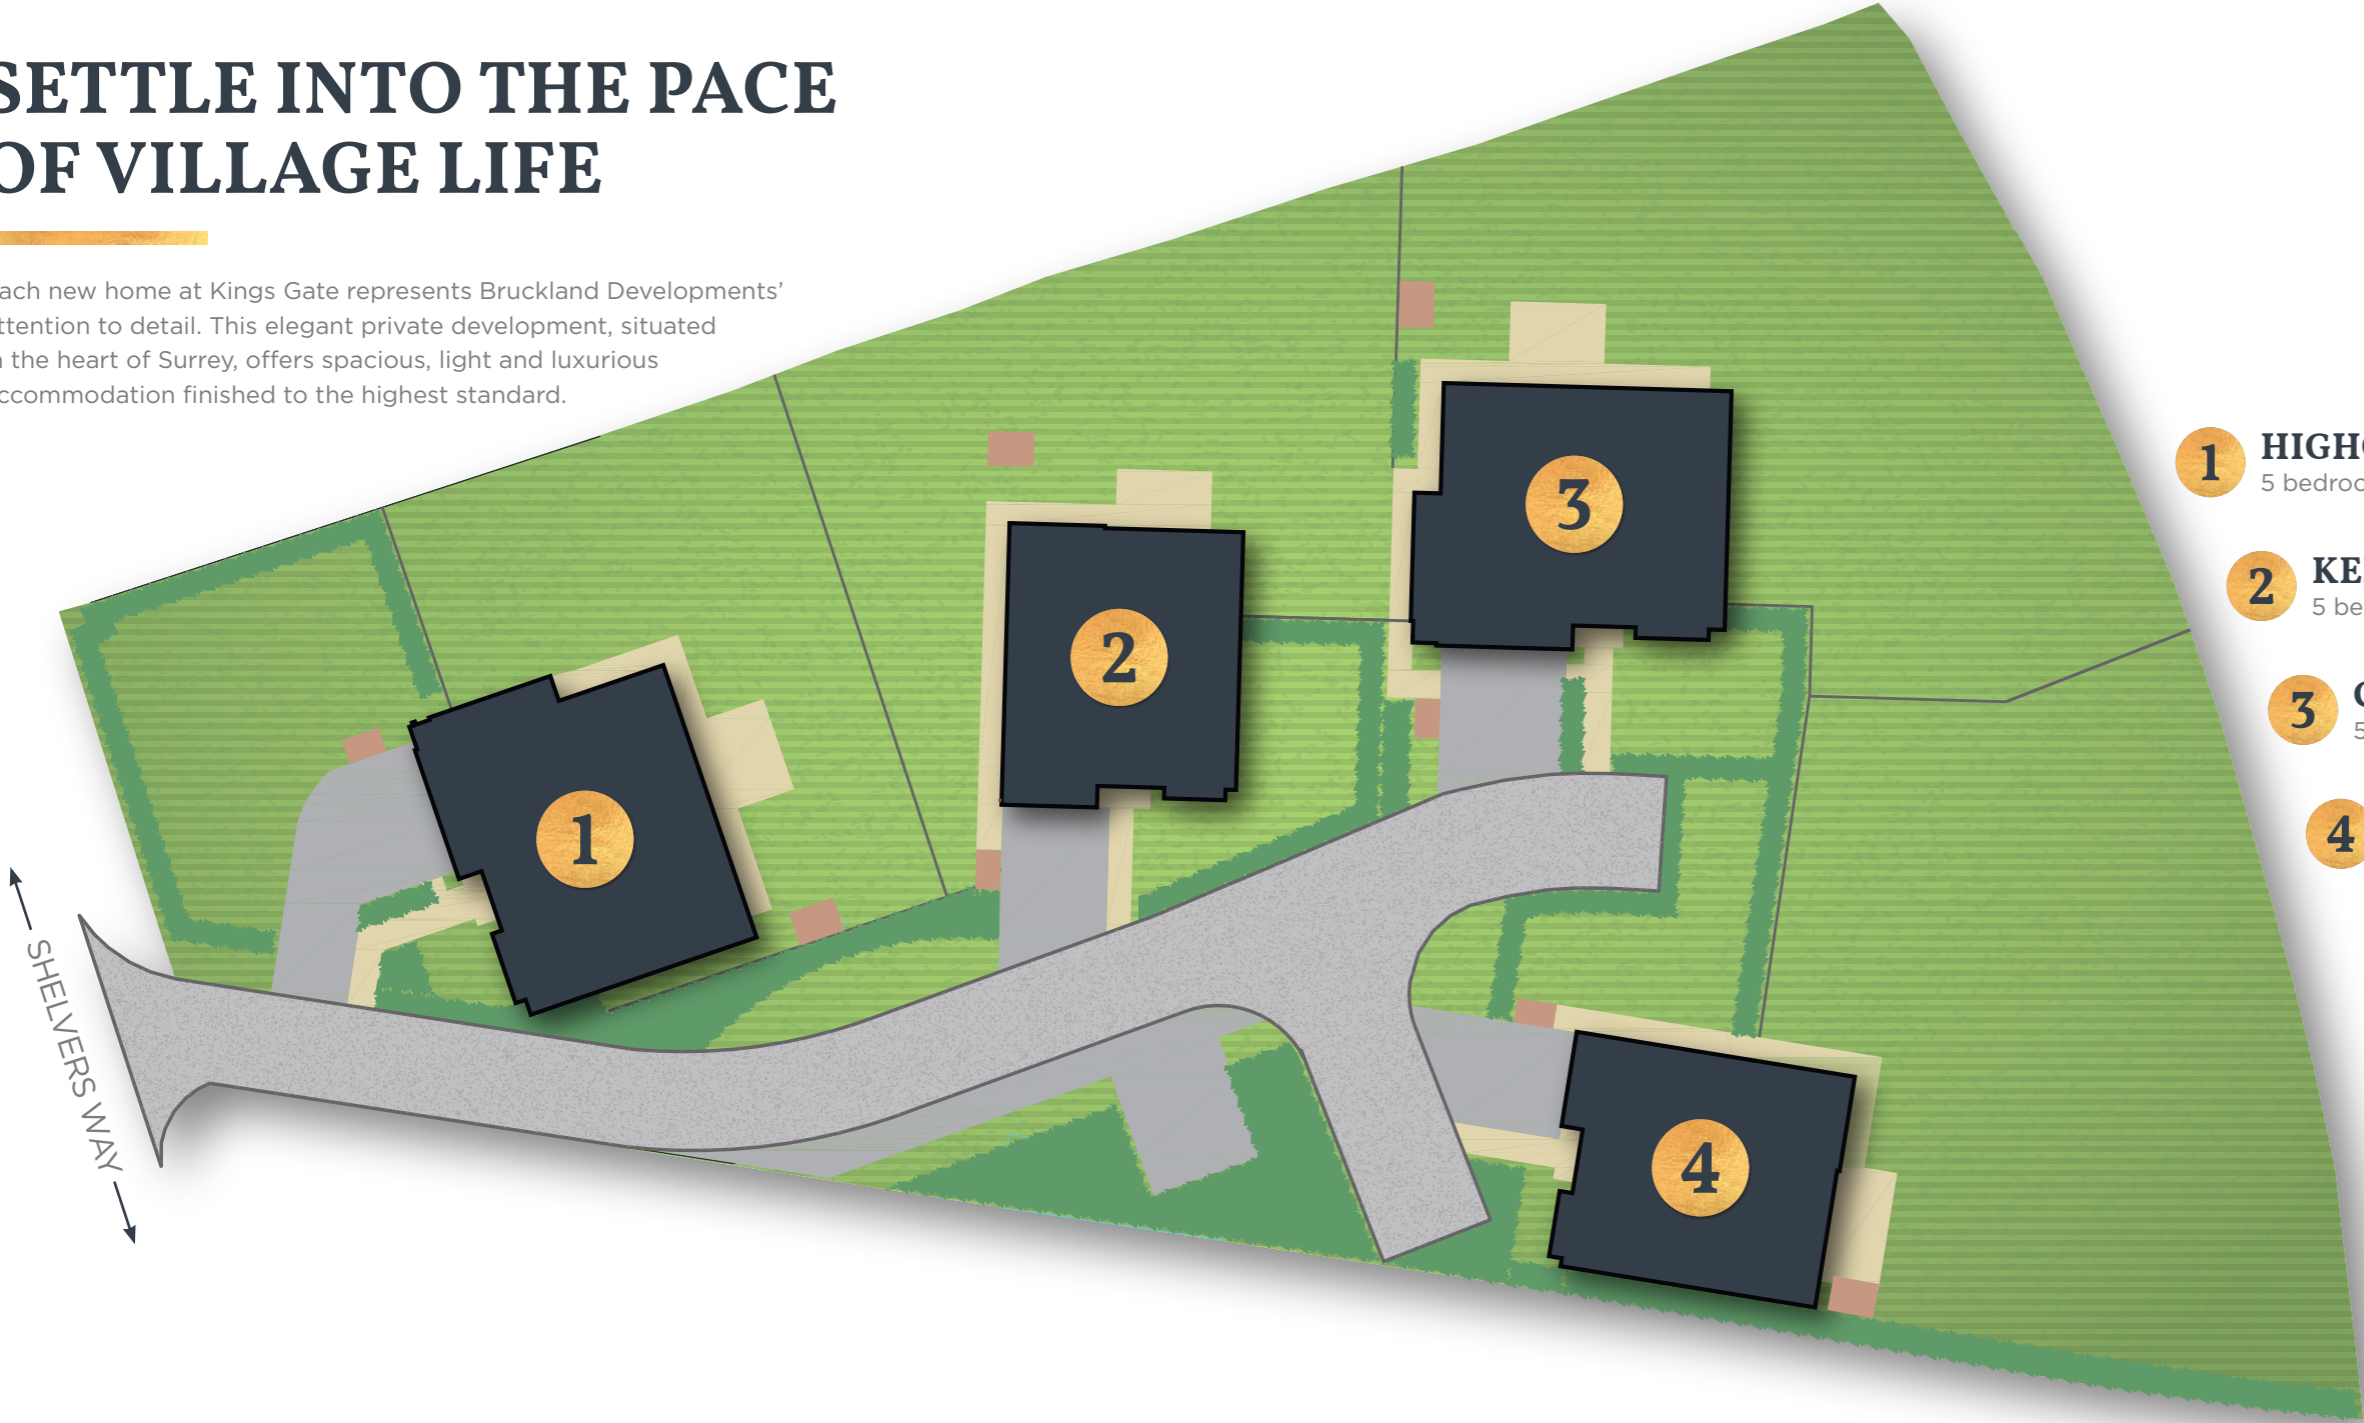 SETTLE INTO THE PACE
OF VILLAGE LIFE
ach new home at Kings Gate represents Bruckland Developments'
ttention to detail. This elegant private development, situated
the heart of Surrey, offers spacious, light and luxurious
ccommodation finished to the highest standard.
1
2
3
4
SHELVERS WAY
1 HIGH
5 bedroo
2 KE
5 be
3
5
4